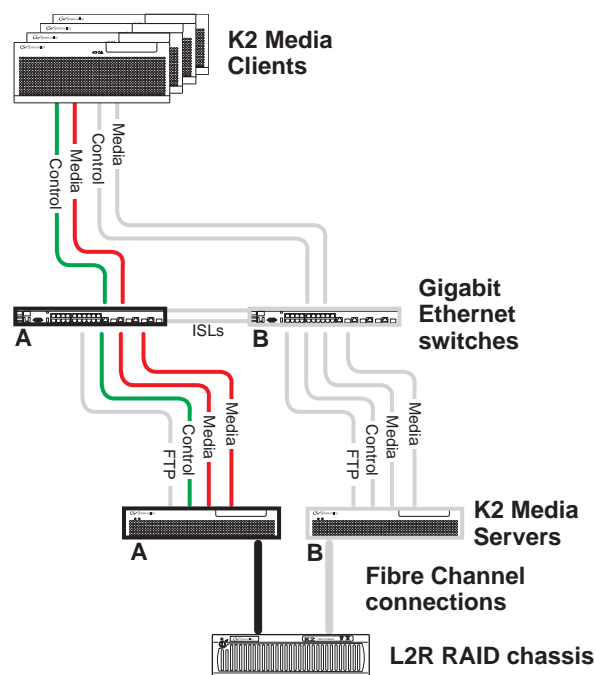 K2 Media
Clients
Control
Media
Control
Media
Gigabit
Ethernet
switches
A
ISLs
B
FTP
Control
Media
Media
FTP
Control
Media
Media
K2 Media
Servers
A
B
Fibre Channel
connections
K2
L2R RAID chassis